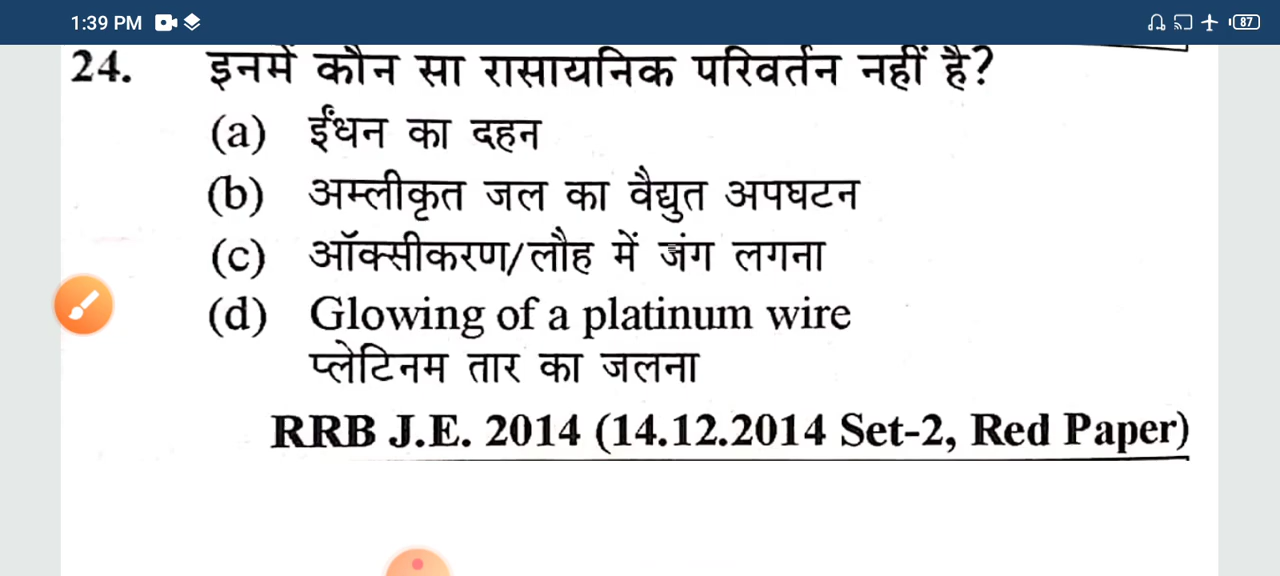 1:39 PM
87
24. इनमें कौन सा रासायनिक परिवर्तन नहीं है?
(a) ईंधन का दहन
(b) अम्लीकृत जल का वैद्युत अपघटन
(c) ऑक्सीकरण/लौह में जंग लगना
(d) Glowing of a platinum wire
प्लेटिनम तार का जलना
RRB J.E. 2014 (14.12.2014 Set-2, Red Paper)